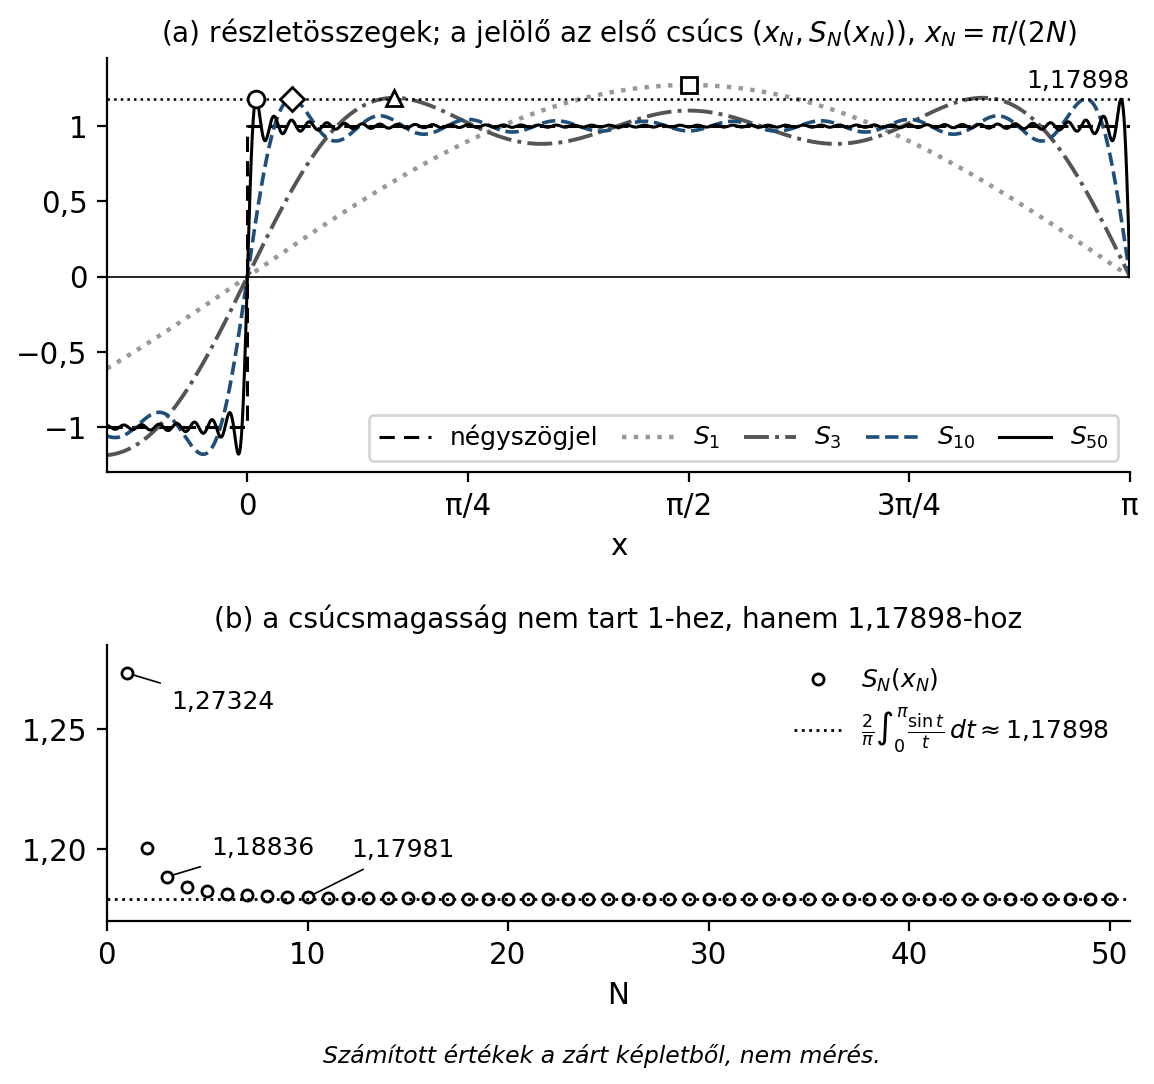 (a) részletösszegek; a jelölő az első csúcs (x_N, S_N(x_N)), x_N = π/(2N)
1,17898
1
0,5
0
−0,5
−1
négyszögjel S_1 S_3 S_10 S_50
0 π/4 π/2 3π/4 π
x
(b) a csúcsmagasság nem tart 1-hez, hanem 1,17898-hoz
S_N(x_N)
1,27324
2/π ∫_0^π sin t/t dt ≈ 1,17898
1,25
1,18836 1,17981
1,20
0 10 20 30 40 50
N
Számított értékek a zárt képletből, nem mérés.